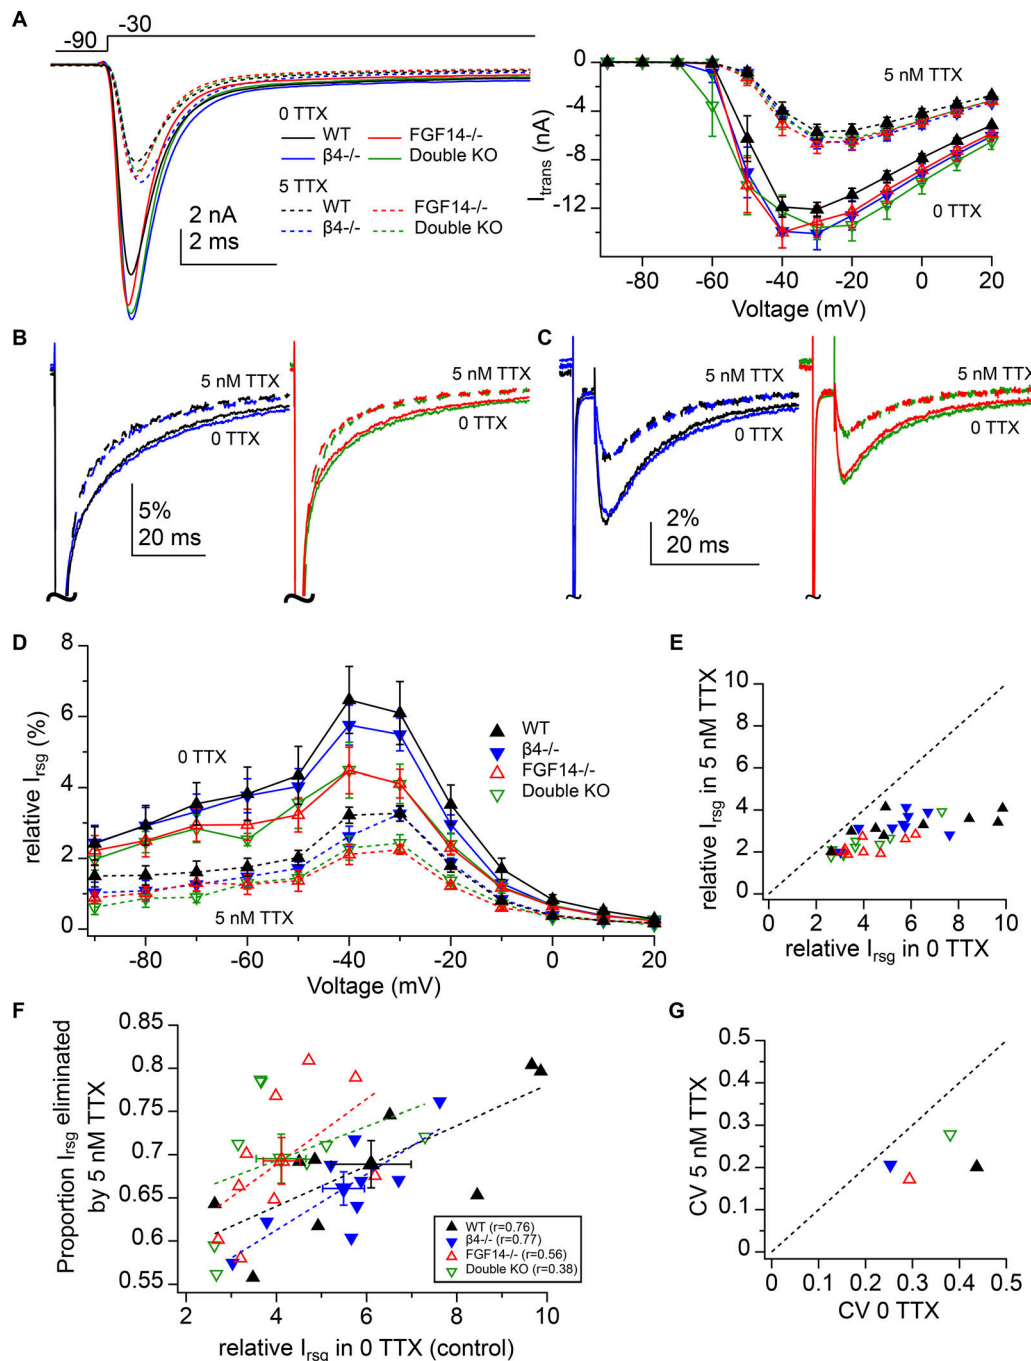 A
-90
-30
0 TTX
WT
FGF14-/-
β4-/-
Double KO
5 TTX
WT
FGF14-/-
β4-/-
Double KO
2 nA
2 ms
0
-4
-8
-12
I_trans (nA)
5 nM TTX
0 TTX
-80 -60 -40 -20 0 20
Voltage (mV)
B
5 nM TTX
0 TTX
5%
20 ms
5 nM TTX
0 TTX
C
5 nM TTX
0 TTX
2%
20 ms
5 nM TTX
0 TTX
D
8
6
4
2
0
relative I_rsg (%)
0 TTX
5 nM TTX
WT
β4-/-
FGF14-/-
Double KO
-80 -60 -40 -20 0 20
Voltage (mV)
E
10
8
6
4
2
0
relative I_rsg in 5 nM TTX
0 2 4 6 8 10
relative I_rsg in 0 TTX
F
0.85
0.8
0.75
0.7
0.65
0.6
0.55
Proportion I_rsg eliminated
by 5 nM TTX
WT (r=0.76)
β4-/- (r=0.77)
FGF14-/- (r=0.56)
Double KO (r=0.38)
2 4 6 8 10
relative I_rsg in 0 TTX (control)
G
0.5
0.4
0.3
0.2
0.1
0
CV 5 nM TTX
0 0.1 0.2 0.3 0.4 0.5
CV 0 TTX